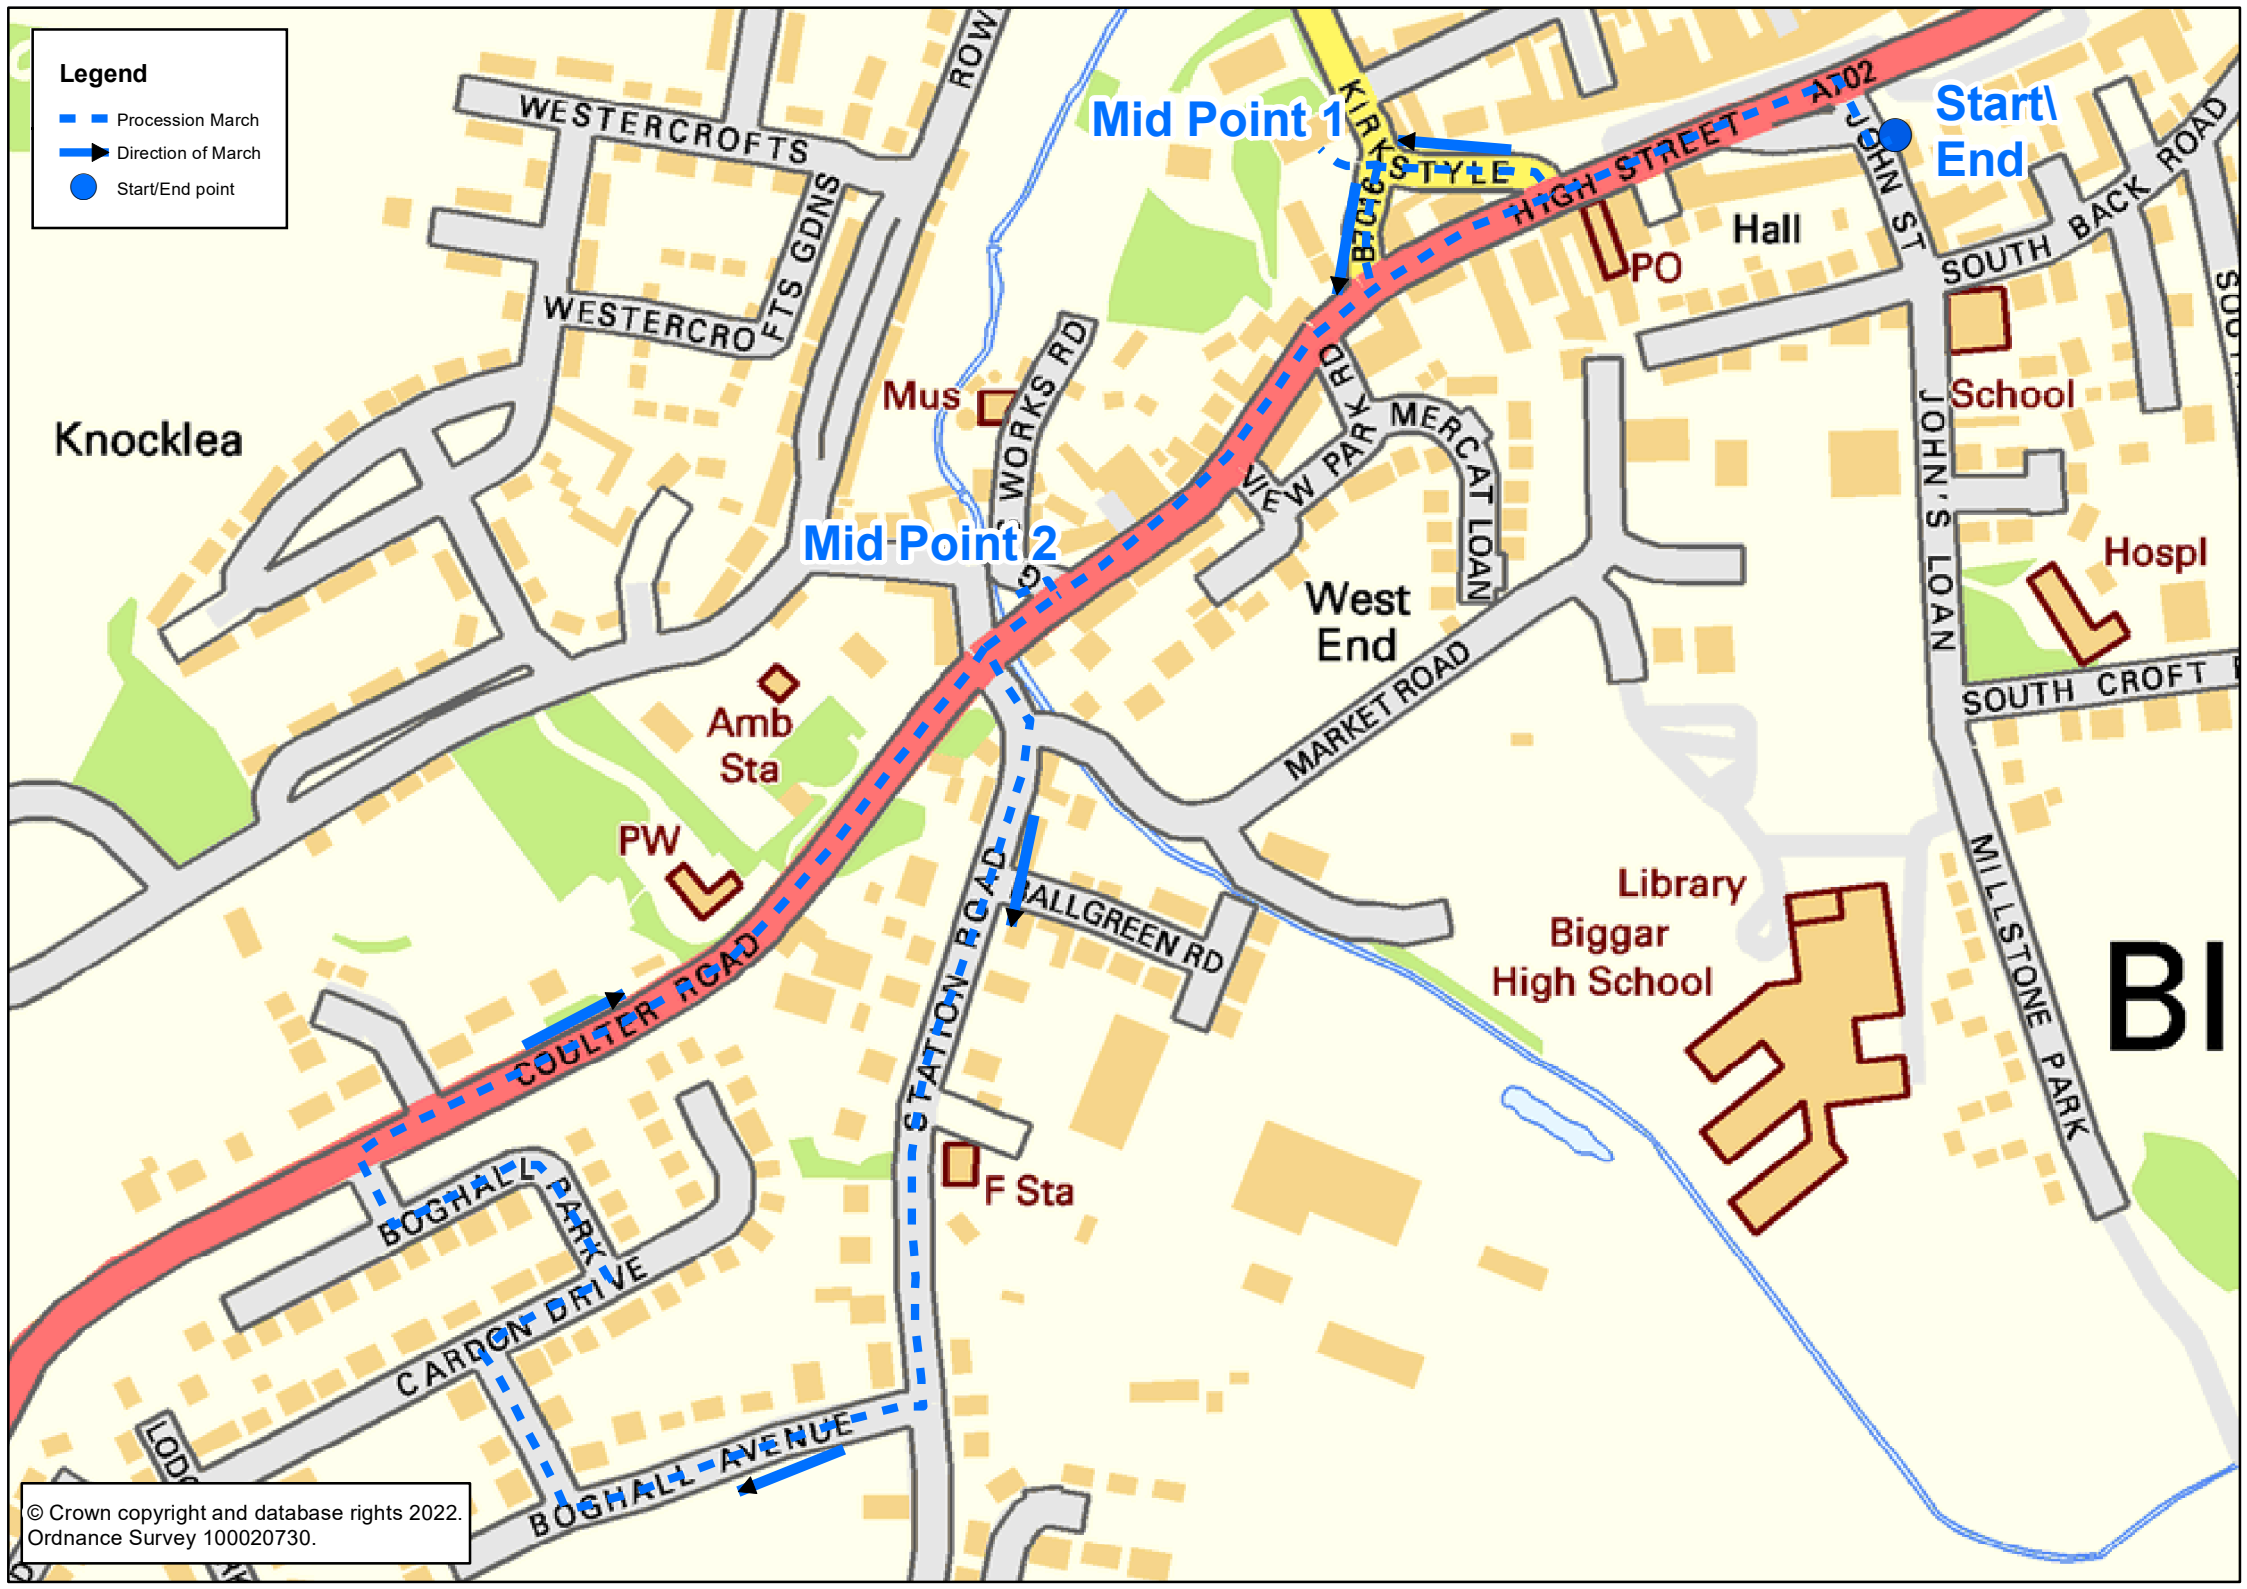 Legend
Procession March
Direction of March
Start/End point
ROW
WESTERCROFTS
WESTERCROFTS GDNS
Knocklea
Mid Point 1
KIRKSTYLE
B7016
HIGH STREET
A702
Start\
End
JOHN ST
SOUTH BACK ROAD
SOU
Hall
PO
School
JOHN'S LOAN
Hospl
SOUTH CROFT
Mus
WORKS RD
G
S
Mid Point 2
VIEW PARK RD
MERCAT LOAN
West
End
MARKET ROAD
Amb
Sta
PW
COULTER ROAD
STATION ROAD
BALLGREEN RD
Library
Biggar
High School
MILLSTONE PARK
BI
F Sta
BOGHALL PARK
CARDON DRIVE
BOGHALL AVENUE
LODG
RK
D
© Crown copyright and database rights 2022.
Ordnance Survey 100020730.